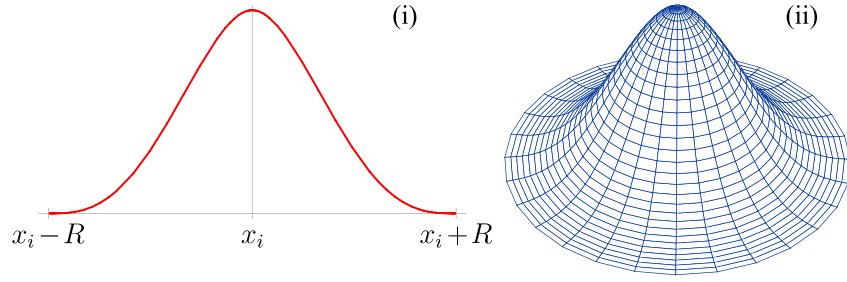 (i)
(ii)
x_i − R
x_i
x_i + R